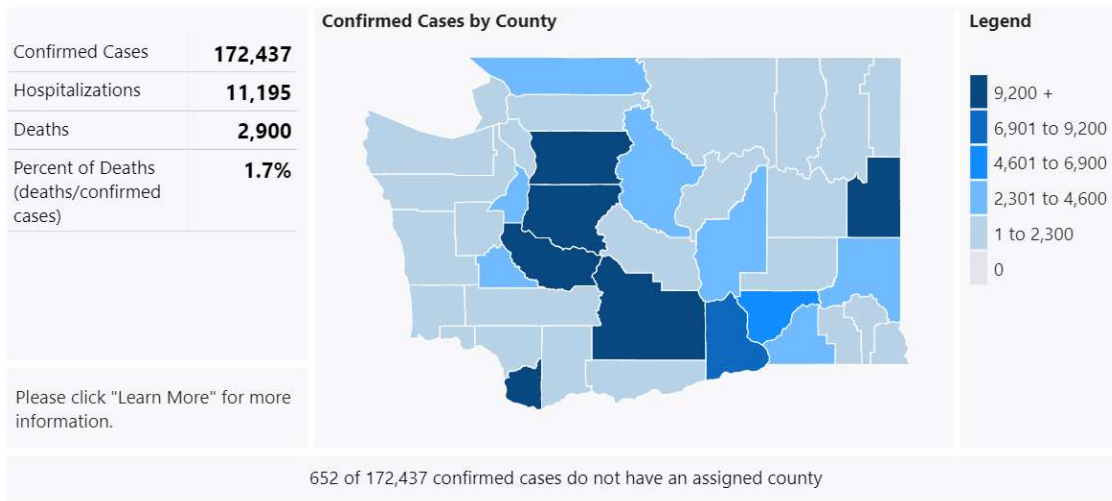 Confirmed Cases 172,437
Hospitalizations 11,195
Deaths 2,900
Percent of Deaths 1.7%
(deaths/confirmed
cases)
Please click "Learn More" for more
information.
Confirmed Cases by County
Legend
9,200 +
6,901 to 9,200
4,601 to 6,900
2,301 to 4,600
1 to 2,300
0
652 of 172,437 confirmed cases do not have an assigned county